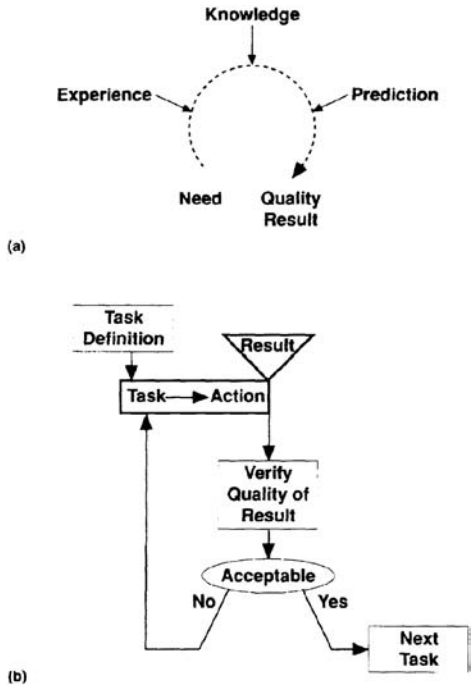 Knowledge
Experience
Prediction
Need
Quality
Result
(a)
Task
Definition
Result
Task
Action
Verify
Quality of
Result
Acceptable
No
Yes
Next
Task
(b)